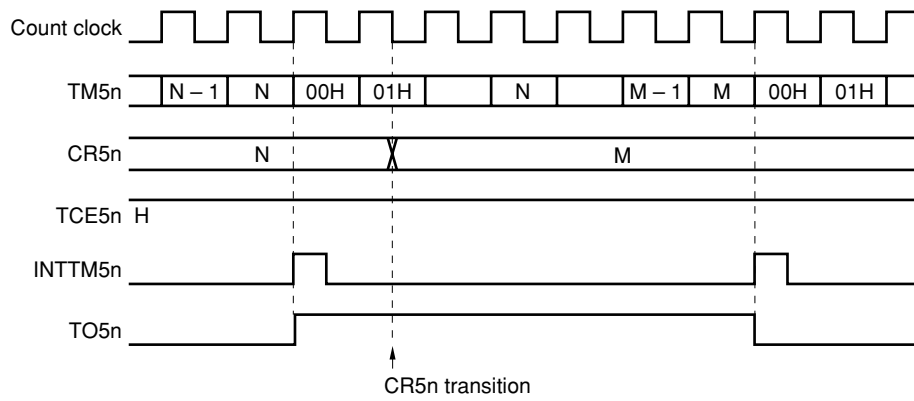 Count clock
TM5n N – 1 N 00H 01H N M – 1 M 00H 01H
CR5n N M
TCE5n H
INTTM5n
TO5n
CR5n transition